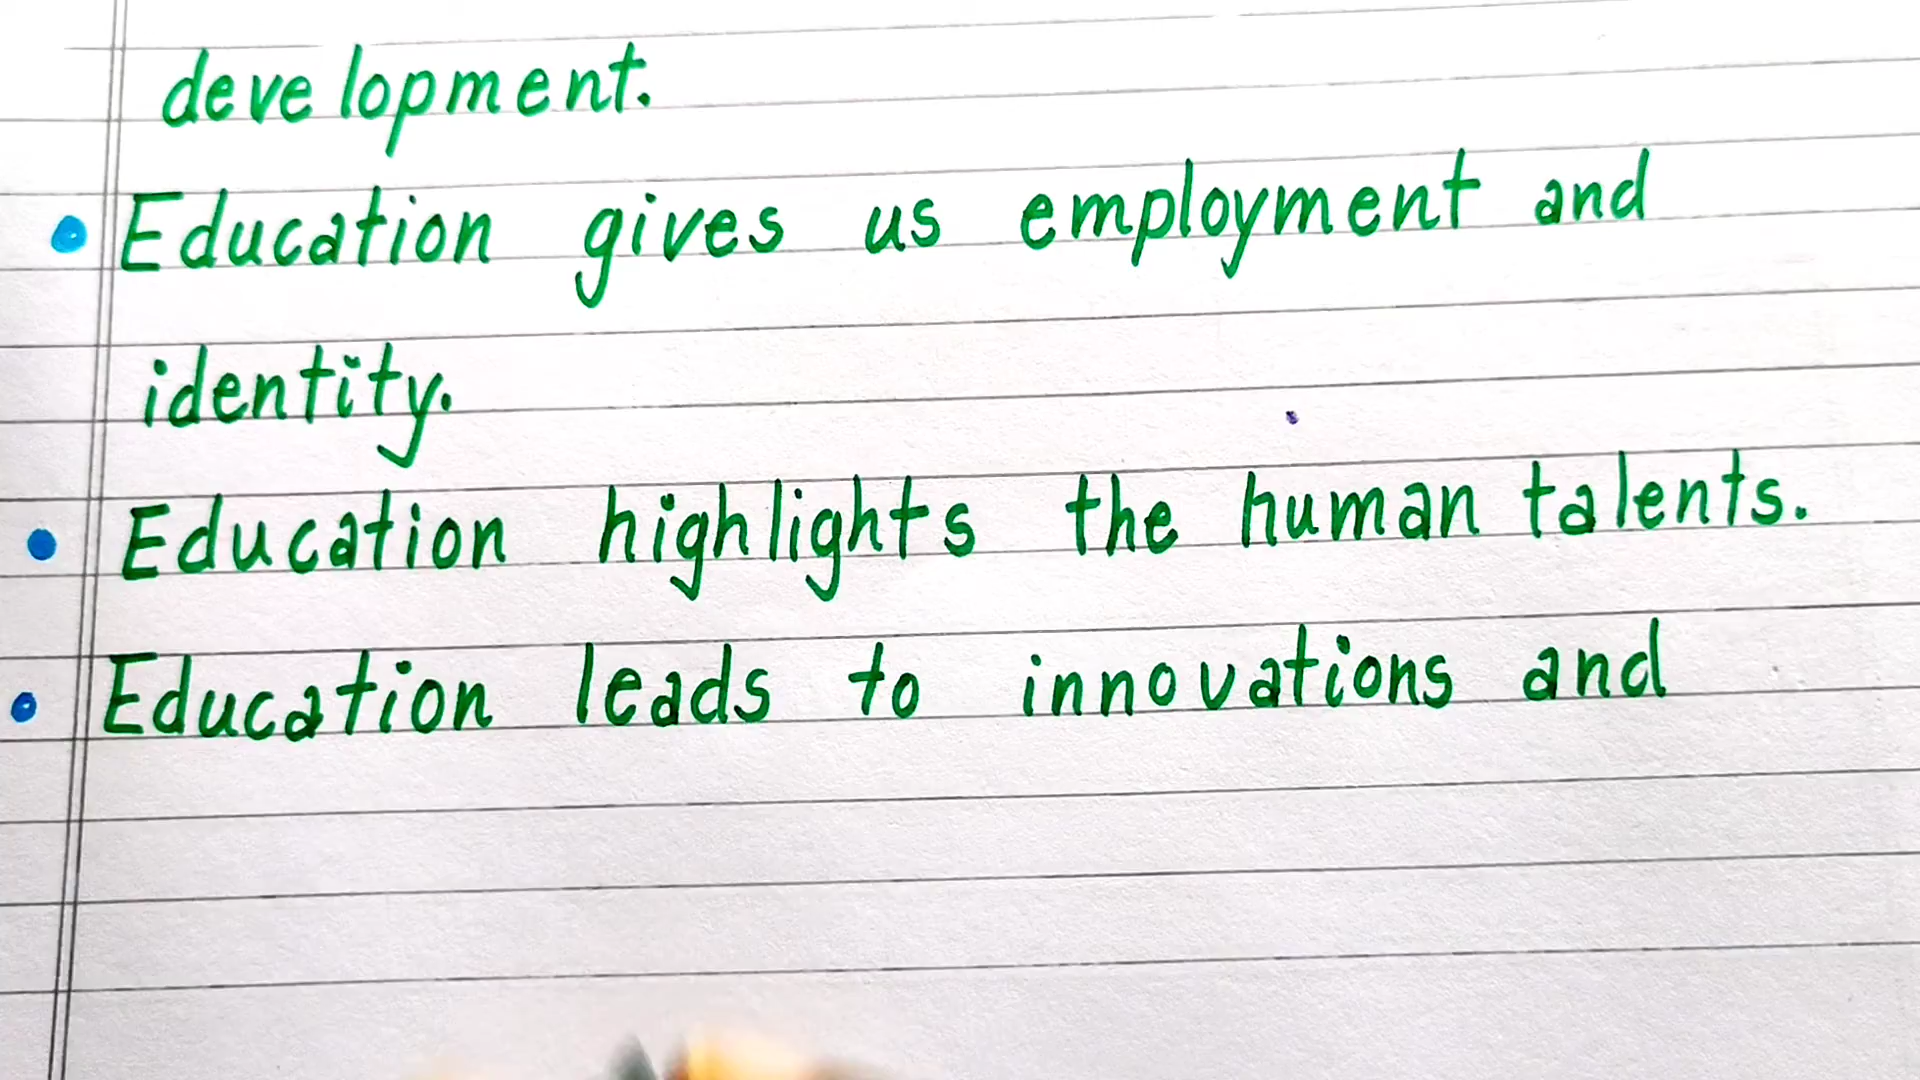 development.
• Education gives us employment and
identity.
• Education highlights the human talents.
• Education leads to innovations and